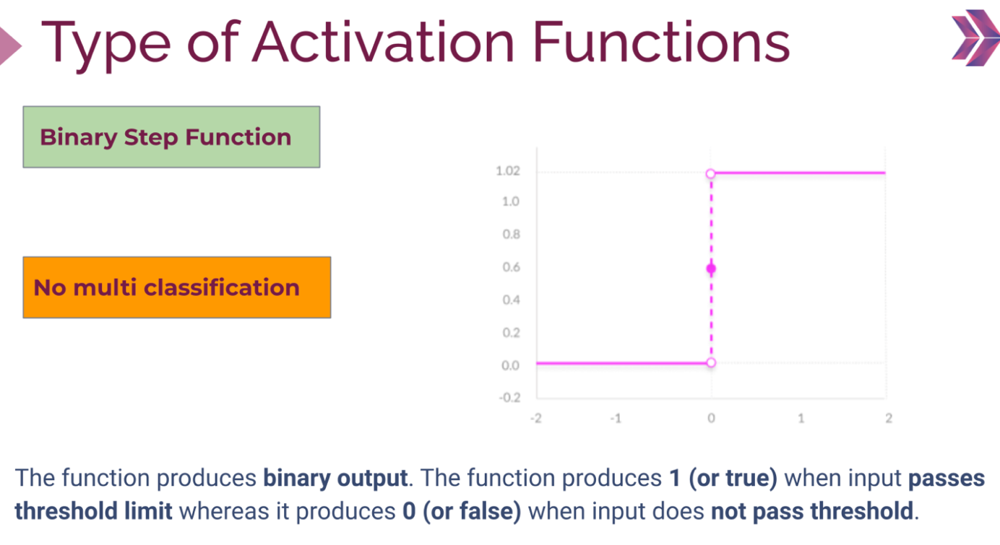 Type of Activation Functions
Binary Step Function
No multi classification
1.02
1.0
0.8
0.6
0.4
0.2
0.0
-0.2
-2 -1 0 1 2
The function produces binary output. The function produces 1 (or true) when input passes
threshold limit whereas it produces 0 (or false) when input does not pass threshold.